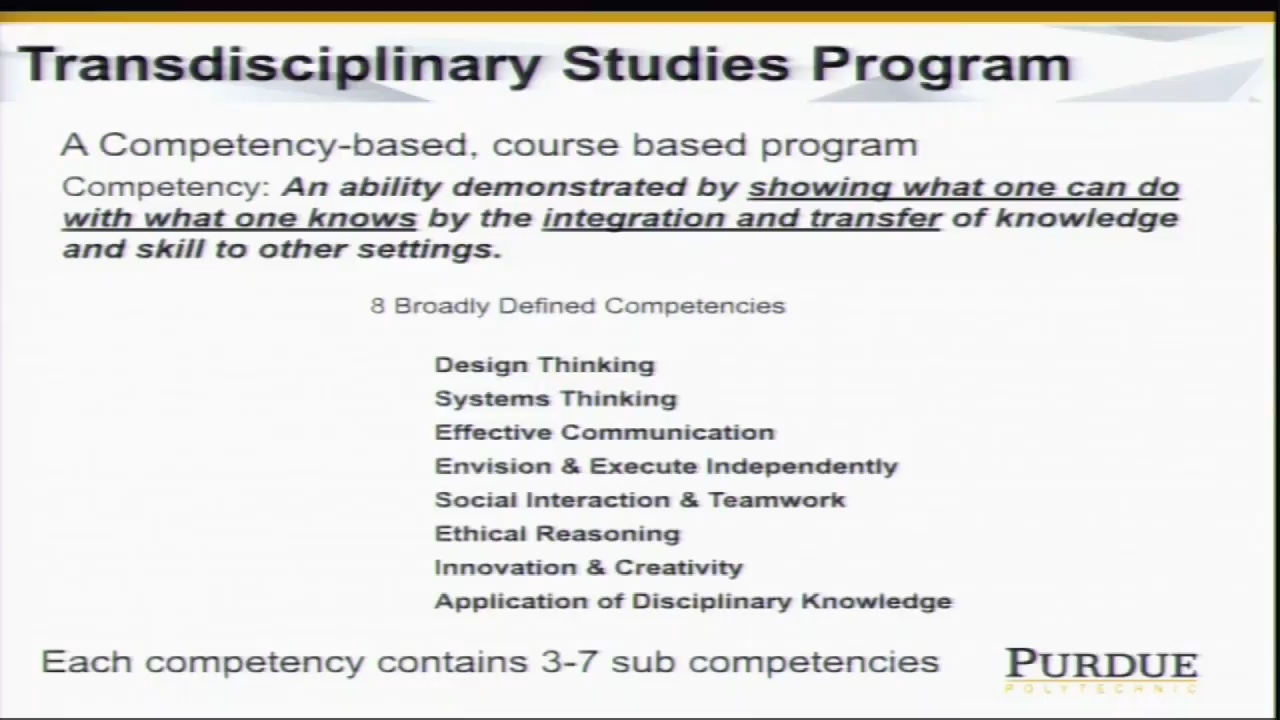 Transdisciplinary Studies Program
A Competency-based, course based program
Competency: An ability demonstrated by showing what one can do
with what one knows by the integration and transfer of knowledge
and skill to other settings.
8 Broadly Defined Competencies
Design Thinking
Systems Thinking
Effective Communication
Envision & Execute Independently
Social Interaction & Teamwork
Ethical Reasoning
Innovation & Creativity
Application of Disciplinary Knowledge
Each competency contains 3-7 sub competencies
PURDUE
POLYTECHNIC